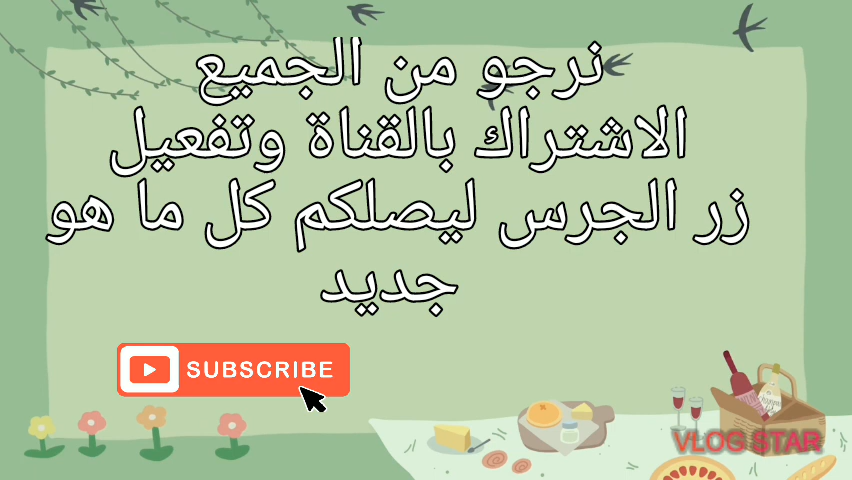 نرجو من الجميع
الاشتراك بالقناة وتفعيل
زر الجرس ليصلكم كل ما هو
جديد
SUBSCRIBE
VLOG STAR